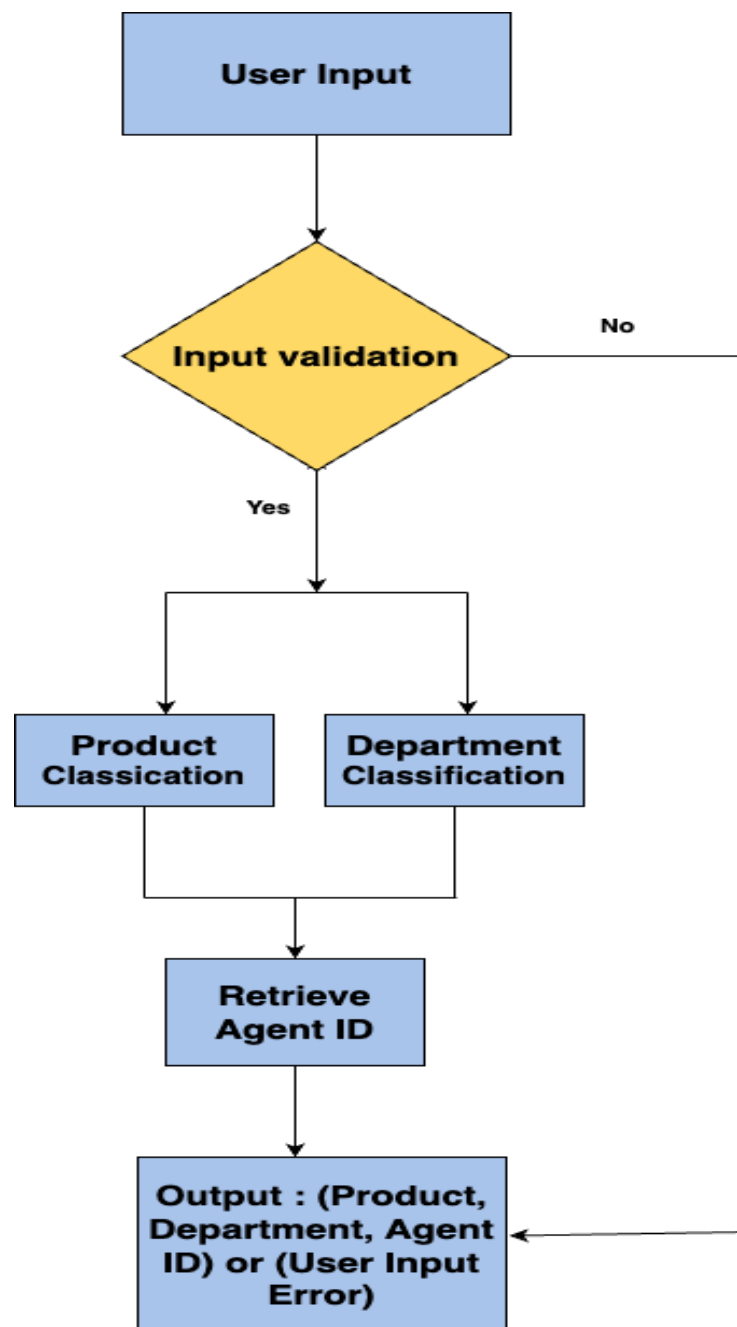 User Input
Input validation
No
Yes
Product
Classication
Department
Classification
Retrieve
Agent ID
Output : (Product,
Department, Agent
ID) or (User Input
Error)